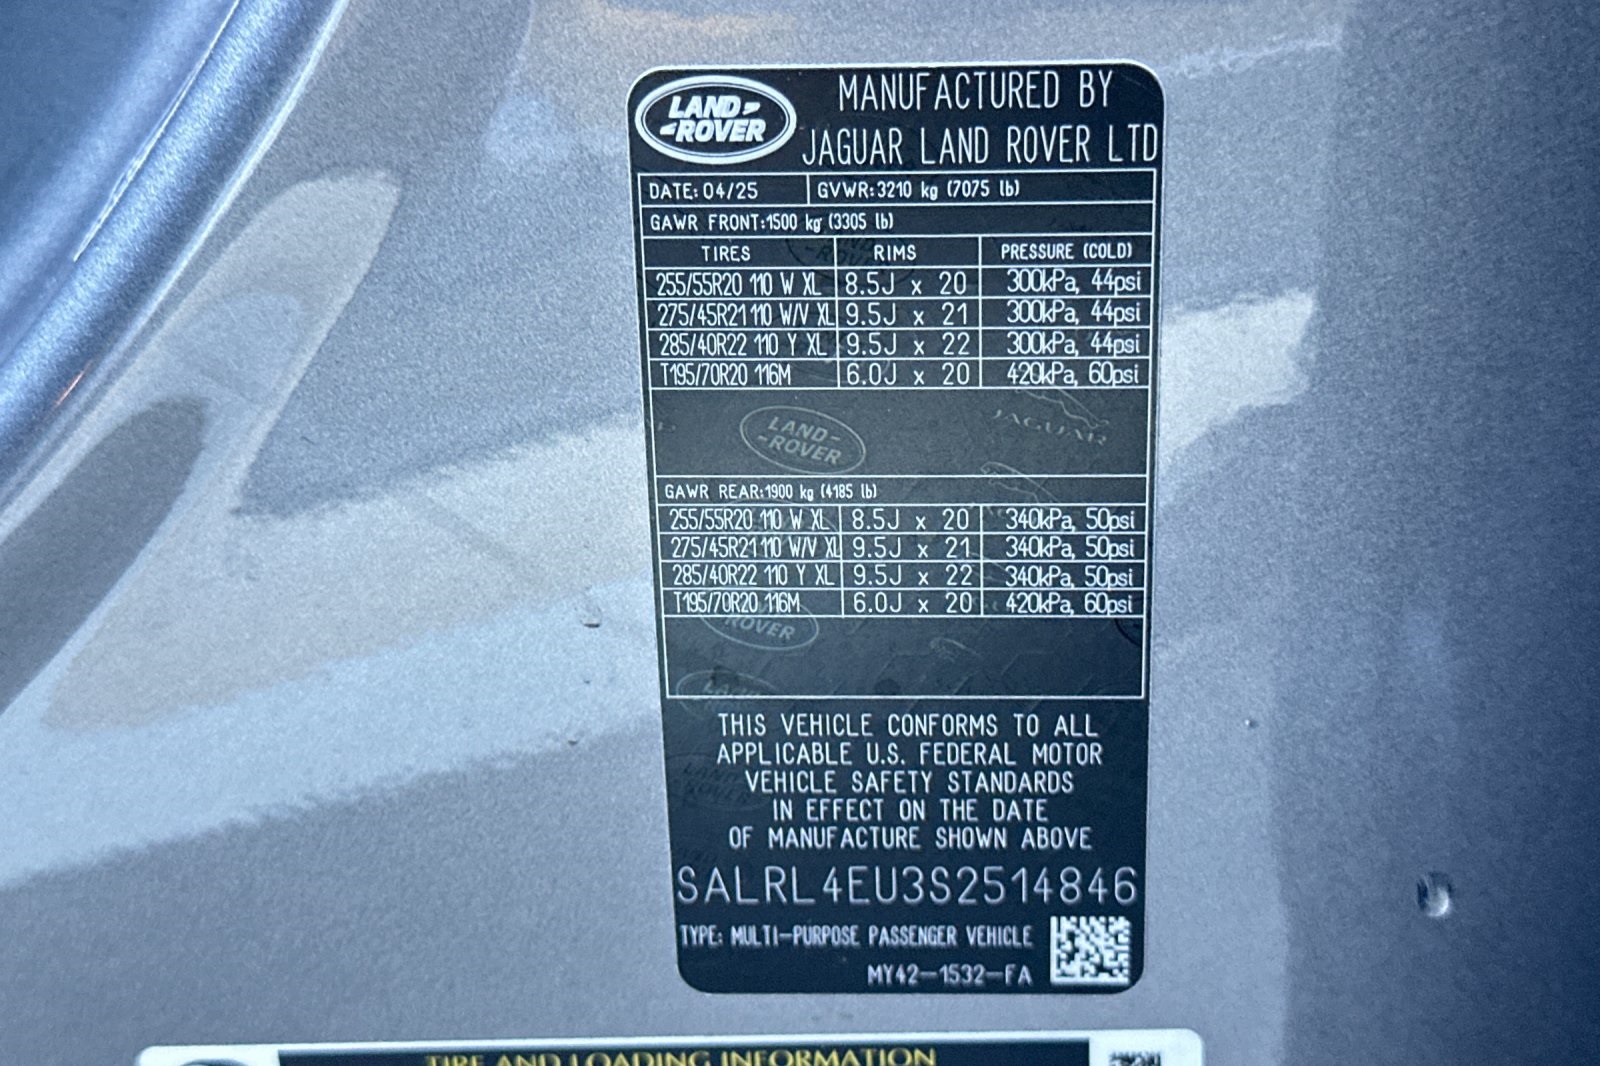 LAND
ROVER
MANUFACTURED BY
JAGUAR LAND ROVER LTD
DATE: 04/25 GVWR:3210 kg (7075 lb)
GAWR FRONT:1500 kg (3305 lb)
TIRES RIMS PRESSURE (COLD)
255/55R20 110 W XL 8.5J x 20 300kPa, 44psi
275/45R21 110 W/V XL 9.5J x 21 300kPa, 44psi
285/40R22 110 Y XL 9.5J x 22 300kPa, 44psi
T195/70R20 116M 6.0J x 20 420kPa, 60psi
LAND
ROVER
JAGUAR
GAWR REAR:1900 kg (4185 lb)
255/55R20 110 W XL 8.5J x 20 340kPa, 50psi
275/45R21 110 W/V XL 9.5J x 21 340kPa, 50psi
285/40R22 110 Y XL 9.5J x 22 340kPa, 50psi
T195/70R20 116M 6.0J x 20 420kPa, 60psi
ROVER
THIS VEHICLE CONFORMS TO ALL
APPLICABLE U.S. FEDERAL MOTOR
VEHICLE SAFETY STANDARDS
IN EFFECT ON THE DATE
OF MANUFACTURE SHOWN ABOVE
SALRL4EU3S2514846
TYPE: MULTI-PURPOSE PASSENGER VEHICLE
MY42-1532-FA
TIRE AND LOADING INFORMATION